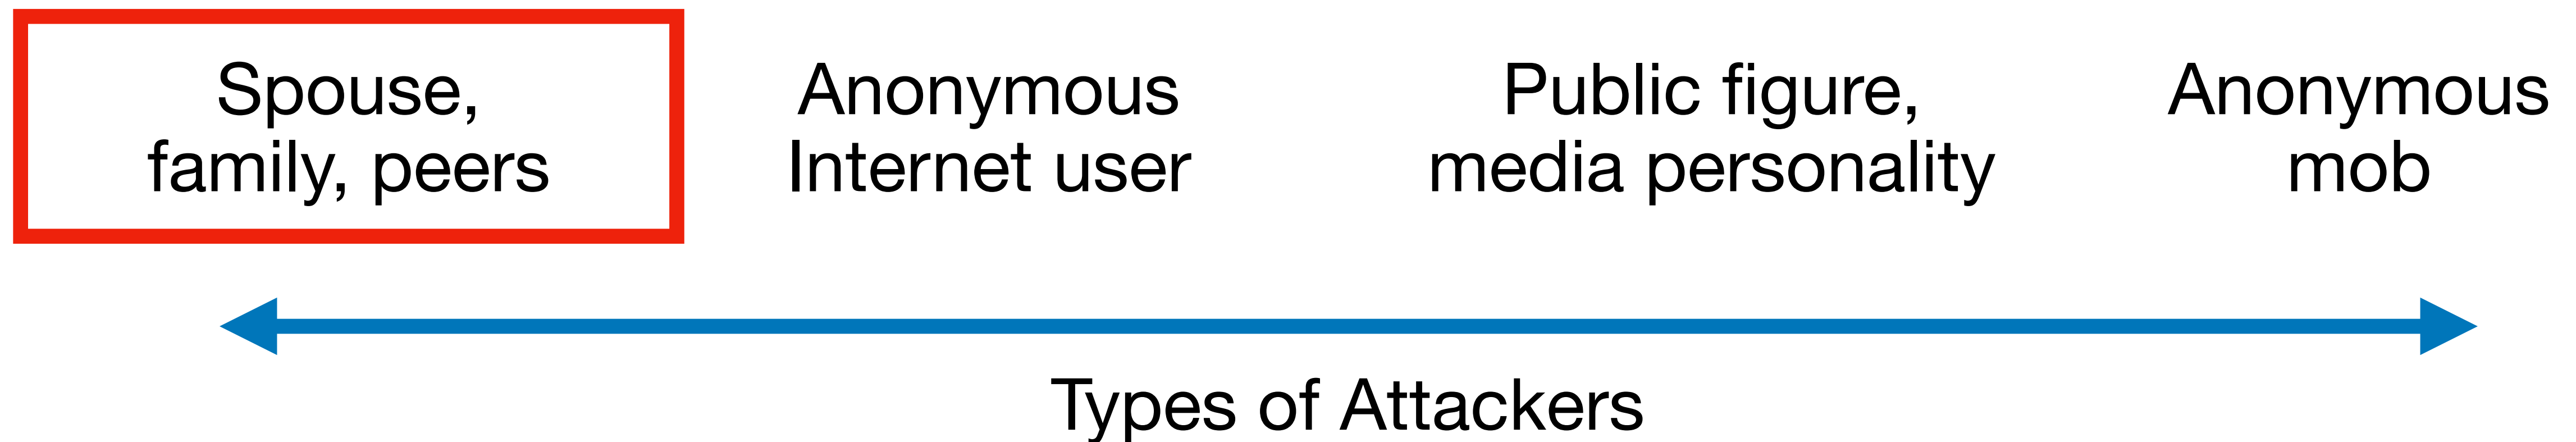 Spouse,
family, peers
Anonymous
Internet user
Public figure,
media personality
Anonymous
mob
Types of Attackers